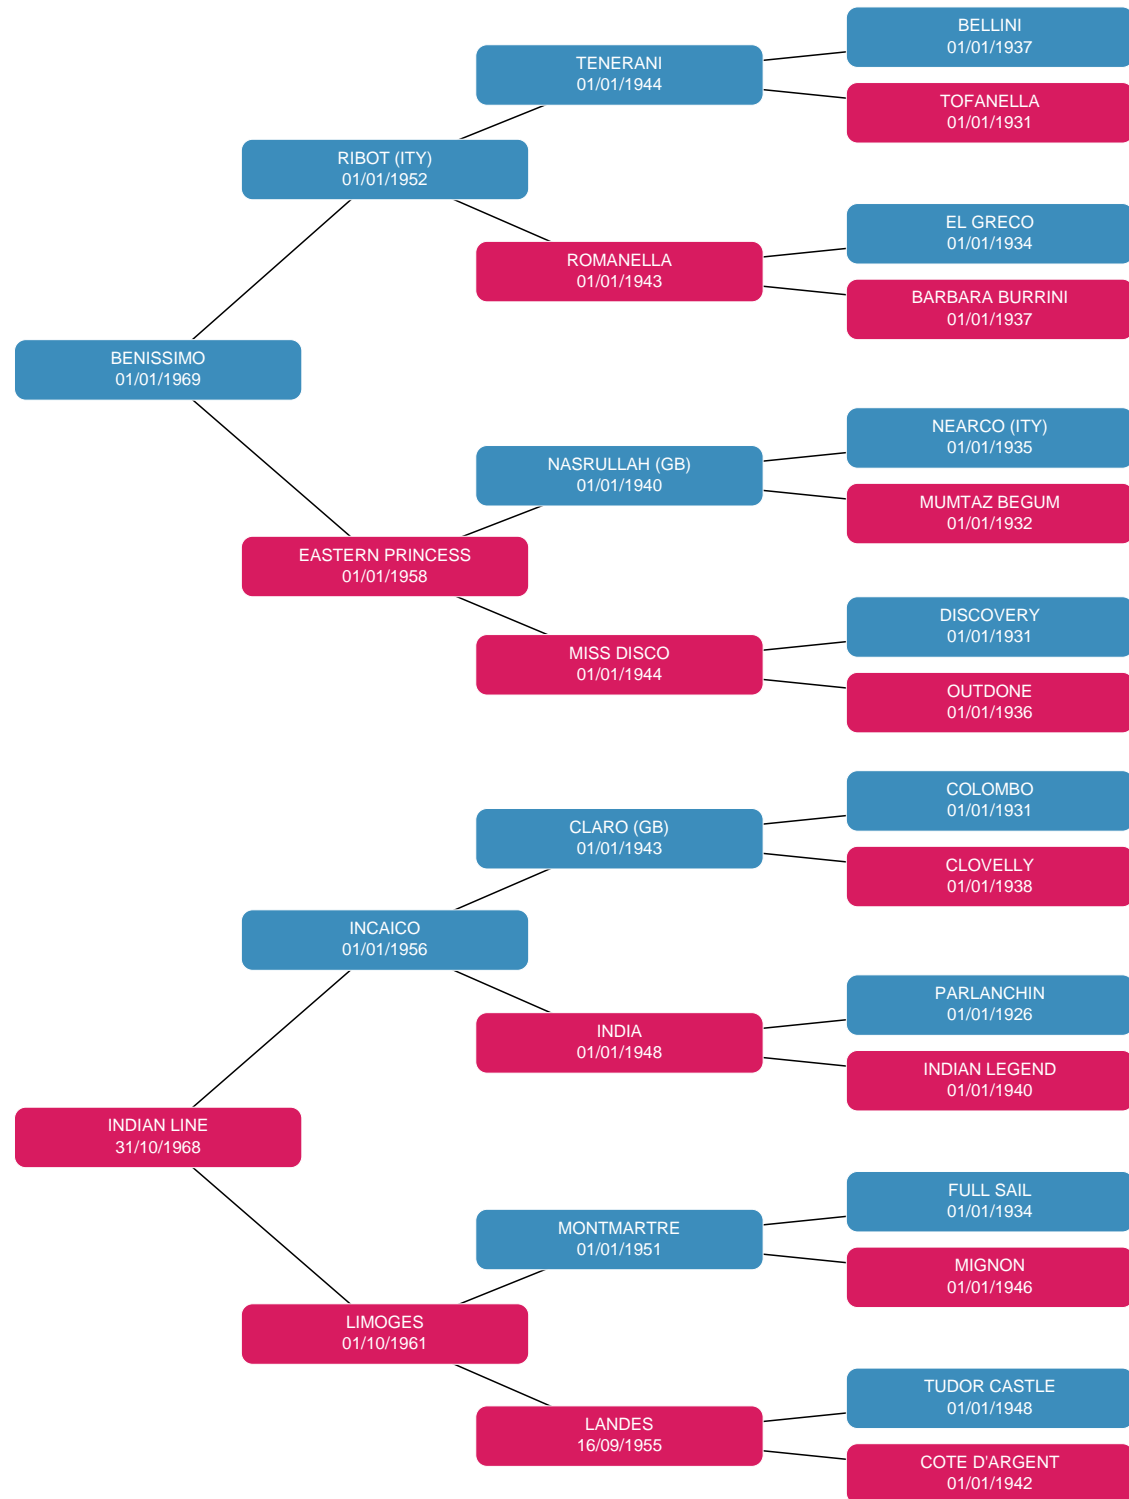 BELLINI
01/01/1937
TENERANI
01/01/1944
TOFANELLA
01/01/1931
RIBOT (ITY)
01/01/1952
EL GRECO
01/01/1934
ROMANELLA
01/01/1943
BARBARA BURRINI
01/01/1937
BENISSIMO
01/01/1969
NEARCO (ITY)
01/01/1935
NASRULLAH (GB)
01/01/1940
MUMTAZ BEGUM
01/01/1932
EASTERN PRINCESS
01/01/1958
DISCOVERY
01/01/1931
MISS DISCO
01/01/1944
OUTDONE
01/01/1936
COLOMBO
01/01/1931
CLARO (GB)
01/01/1943
CLOVELLY
01/01/1938
INCAICO
01/01/1956
PARLANCHIN
01/01/1926
INDIA
01/01/1948
INDIAN LEGEND
01/01/1940
INDIAN LINE
31/10/1968
FULL SAIL
01/01/1934
MONTMARTRE
01/01/1951
MIGNON
01/01/1946
LIMOGES
01/10/1961
TUDOR CASTLE
01/01/1948
LANDES
16/09/1955
COTE D'ARGENT
01/01/1942